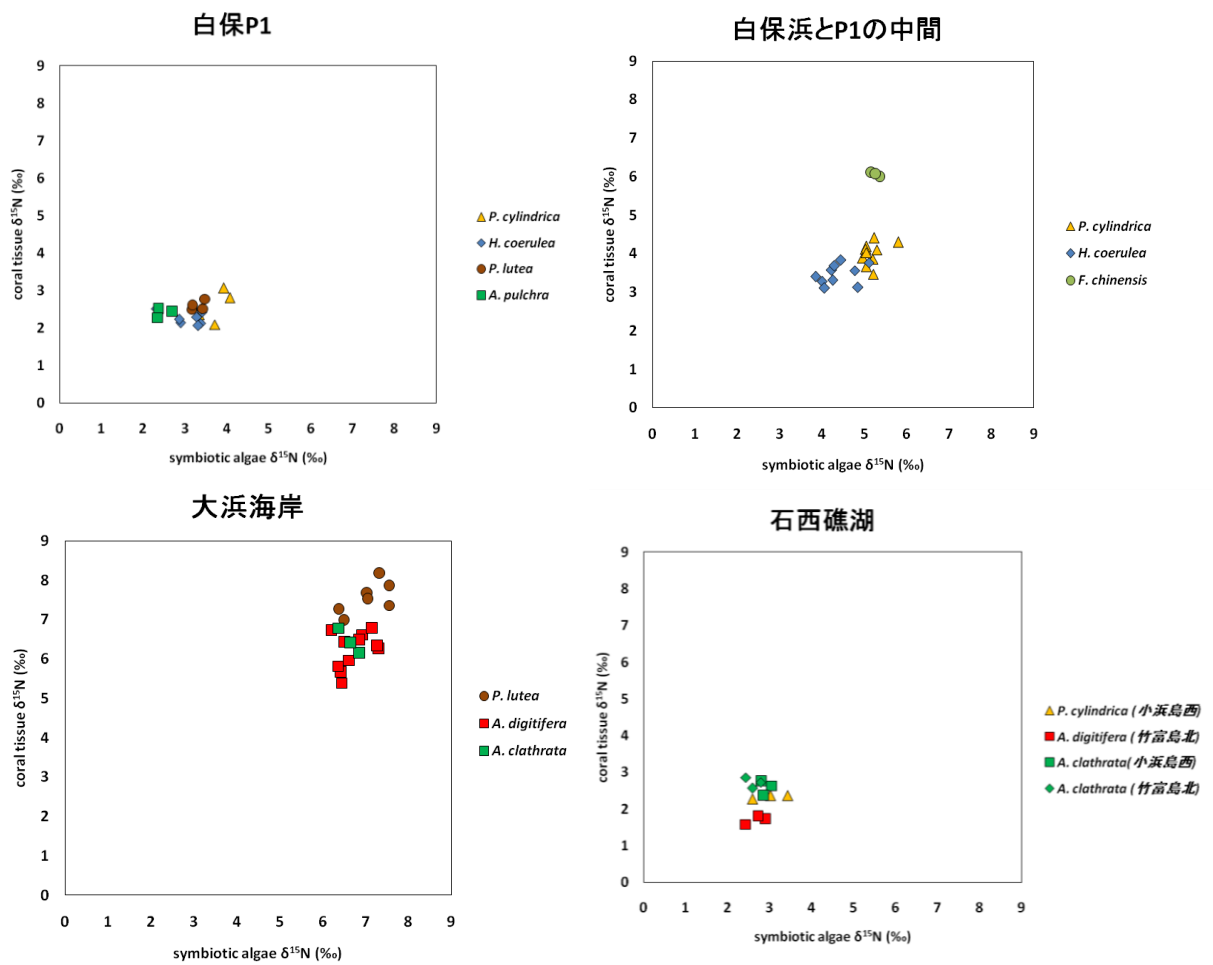 白保P1
9
8
7
6
5
4
3
2
1
0
coral tissue δ¹⁵N (‰)
0 1 2 3 4 5 6 7 8 9
symbiotic algae δ¹⁵N (‰)
P. cylindrica
H. coerulea
P. lutea
A. pulchra
白保浜とP1の中間
9
8
7
6
5
4
3
2
1
0
coral tissue δ¹⁵N (‰)
0 1 2 3 4 5 6 7 8 9
symbiotic algae δ¹⁵N (‰)
P. cylindrica
H. coerulea
F. chinensis
大浜海岸
9
8
7
6
5
4
3
2
1
0
coral tissue δ¹⁵N (‰)
0 1 2 3 4 5 6 7 8 9
symbiotic algae δ¹⁵N (‰)
P. lutea
A. digitifera
A. clathrata
石西礁湖
9
8
7
6
5
4
3
2
1
0
coral tissue δ¹⁵N (‰)
0 1 2 3 4 5 6 7 8 9
symbiotic algae δ¹⁵N (‰)
P. cylindrica (小浜島西)
A. digitifera (竹富島北)
A. clathrata(小浜島西)
A. clathrata (竹富島北)